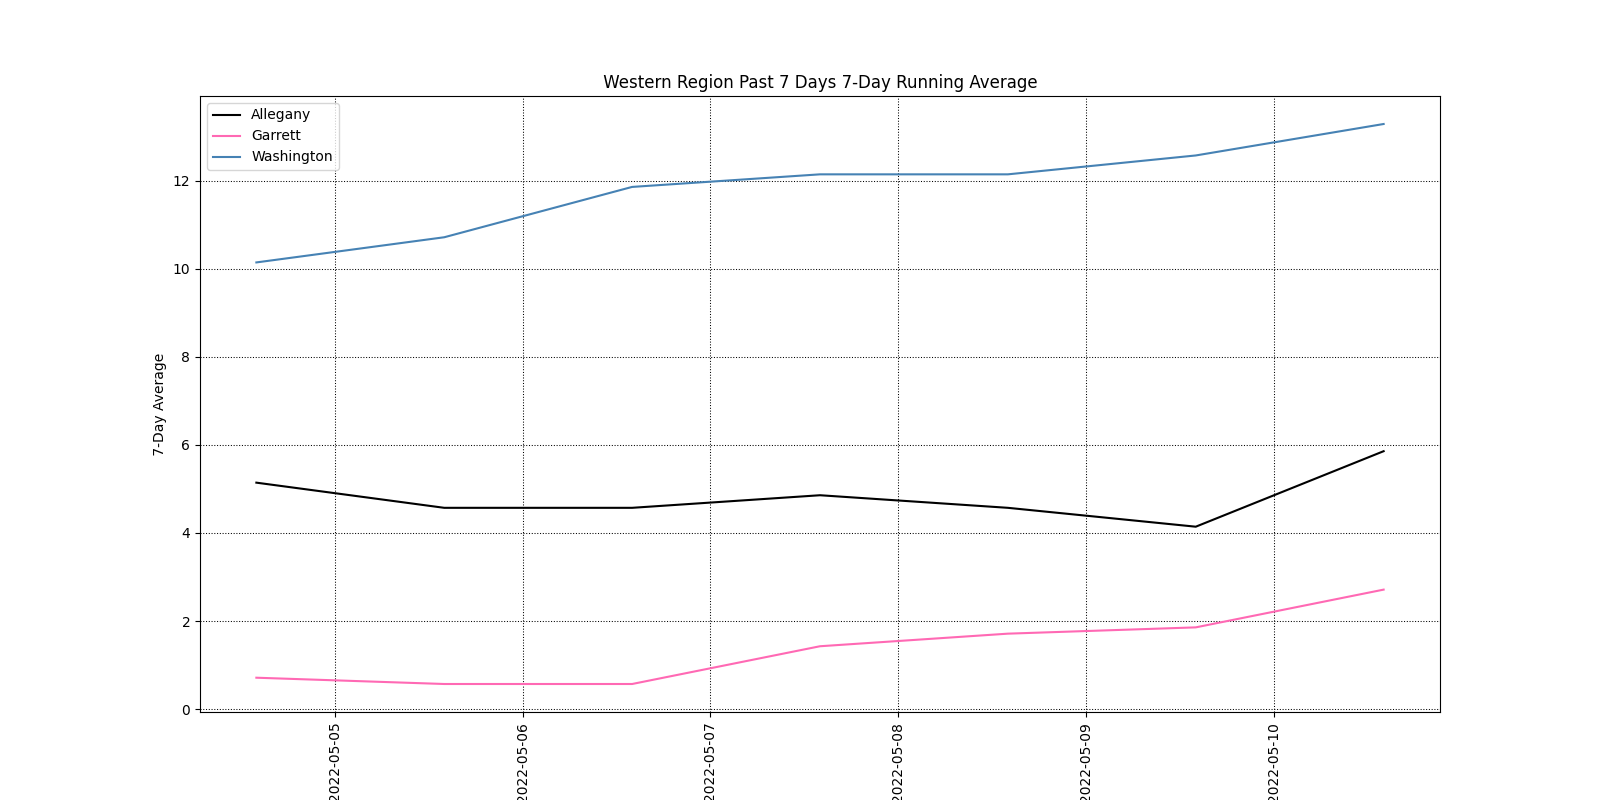 Western Region Past 7 Days 7-Day Running Average
Allegany
Garrett
Washington
7-Day Average
12
10
8
6
4
2
0
2022-05-05
2022-05-06
2022-05-07
2022-05-08
2022-05-09
2022-05-10